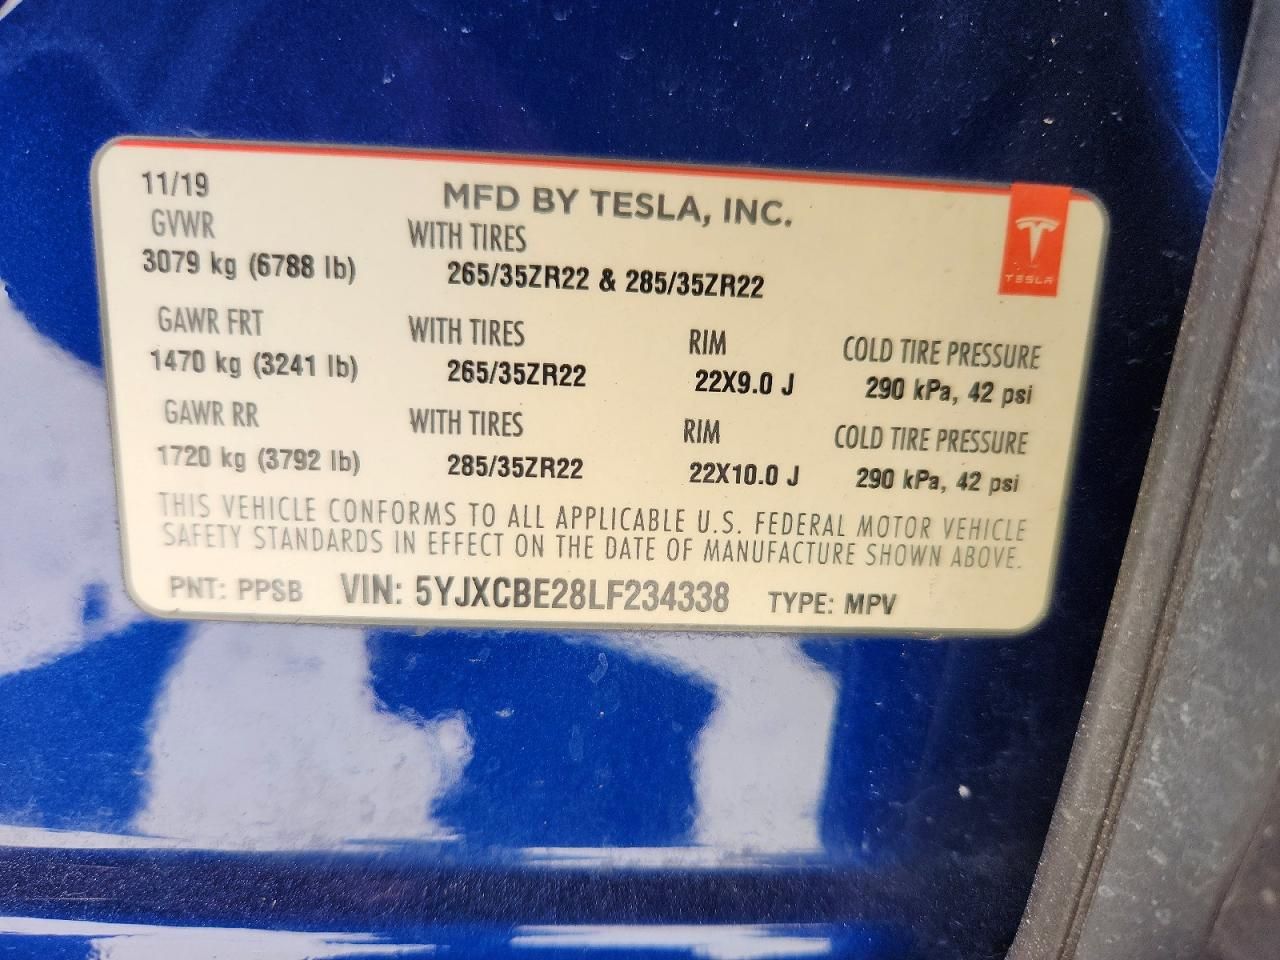 11/19
MFD BY TESLA, INC.
GVWR
WITH TIRES
3079 kg (6788 lb)
265/35ZR22 & 285/35ZR22
TESLA
GAWR FRT
WITH TIRES
RIM
COLD TIRE PRESSURE
1470 kg (3241 lb)
265/35ZR22
22X9.0 J
290 kPa, 42 psi
GAWR RR
WITH TIRES
RIM
COLD TIRE PRESSURE
1720 kg (3792 lb)
285/35ZR22
22X10.0 J
290 kPa, 42 psi
THIS VEHICLE CONFORMS TO ALL APPLICABLE U.S. FEDERAL MOTOR VEHICLE
SAFETY STANDARDS IN EFFECT ON THE DATE OF MANUFACTURE SHOWN ABOVE.
PNT: PPSB VIN: 5YJXCBE28LF234338 TYPE: MPV